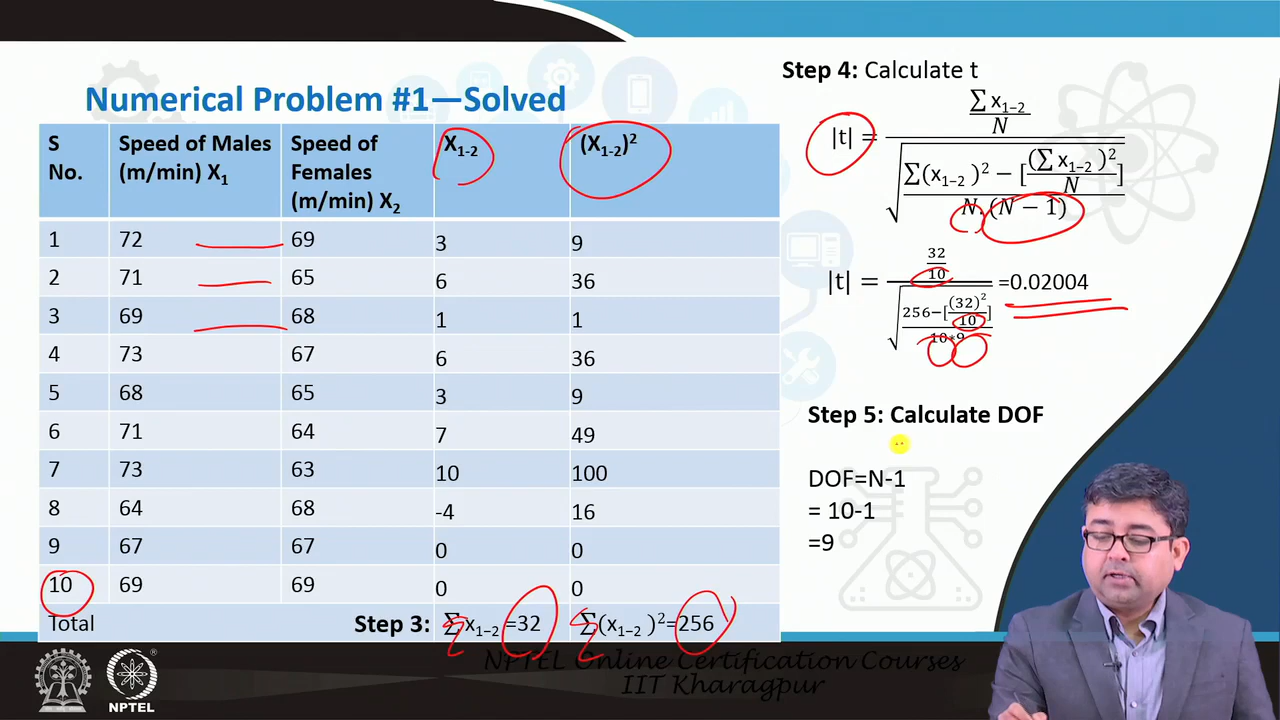 Numerical Problem #1—Solved
S No. | Speed of Males (m/min) X₁ | Speed of Females (m/min) X₂ | X₁₋₂ | (X₁₋₂)²
1 | 72 | 69 | 3 | 9
2 | 71 | 65 | 6 | 36
3 | 69 | 68 | 1 | 1
4 | 73 | 67 | 6 | 36
5 | 68 | 65 | 3 | 9
6 | 71 | 64 | 7 | 49
7 | 73 | 63 | 10 | 100
8 | 64 | 68 | -4 | 16
9 | 67 | 67 | 0 | 0
10 | 69 | 69 | 0 | 0
Total | Step 3: | ∑x₁₋₂ =32 | ∑(x₁₋₂ )²=256
Step 4: Calculate t
|t| = (∑x₁₋₂ / N) / √((∑(x₁₋₂ )² − [(∑x₁₋₂ )² / N]) / (N. (N − 1)))
|t| = (32 / 10) / √((256−[(32)² / 10]) / (10*9)) =0.02004
Step 5: Calculate DOF
DOF=N-1
= 10-1
=9
NPTEL
NPTEL Online Certification Courses
IIT Kharagpur